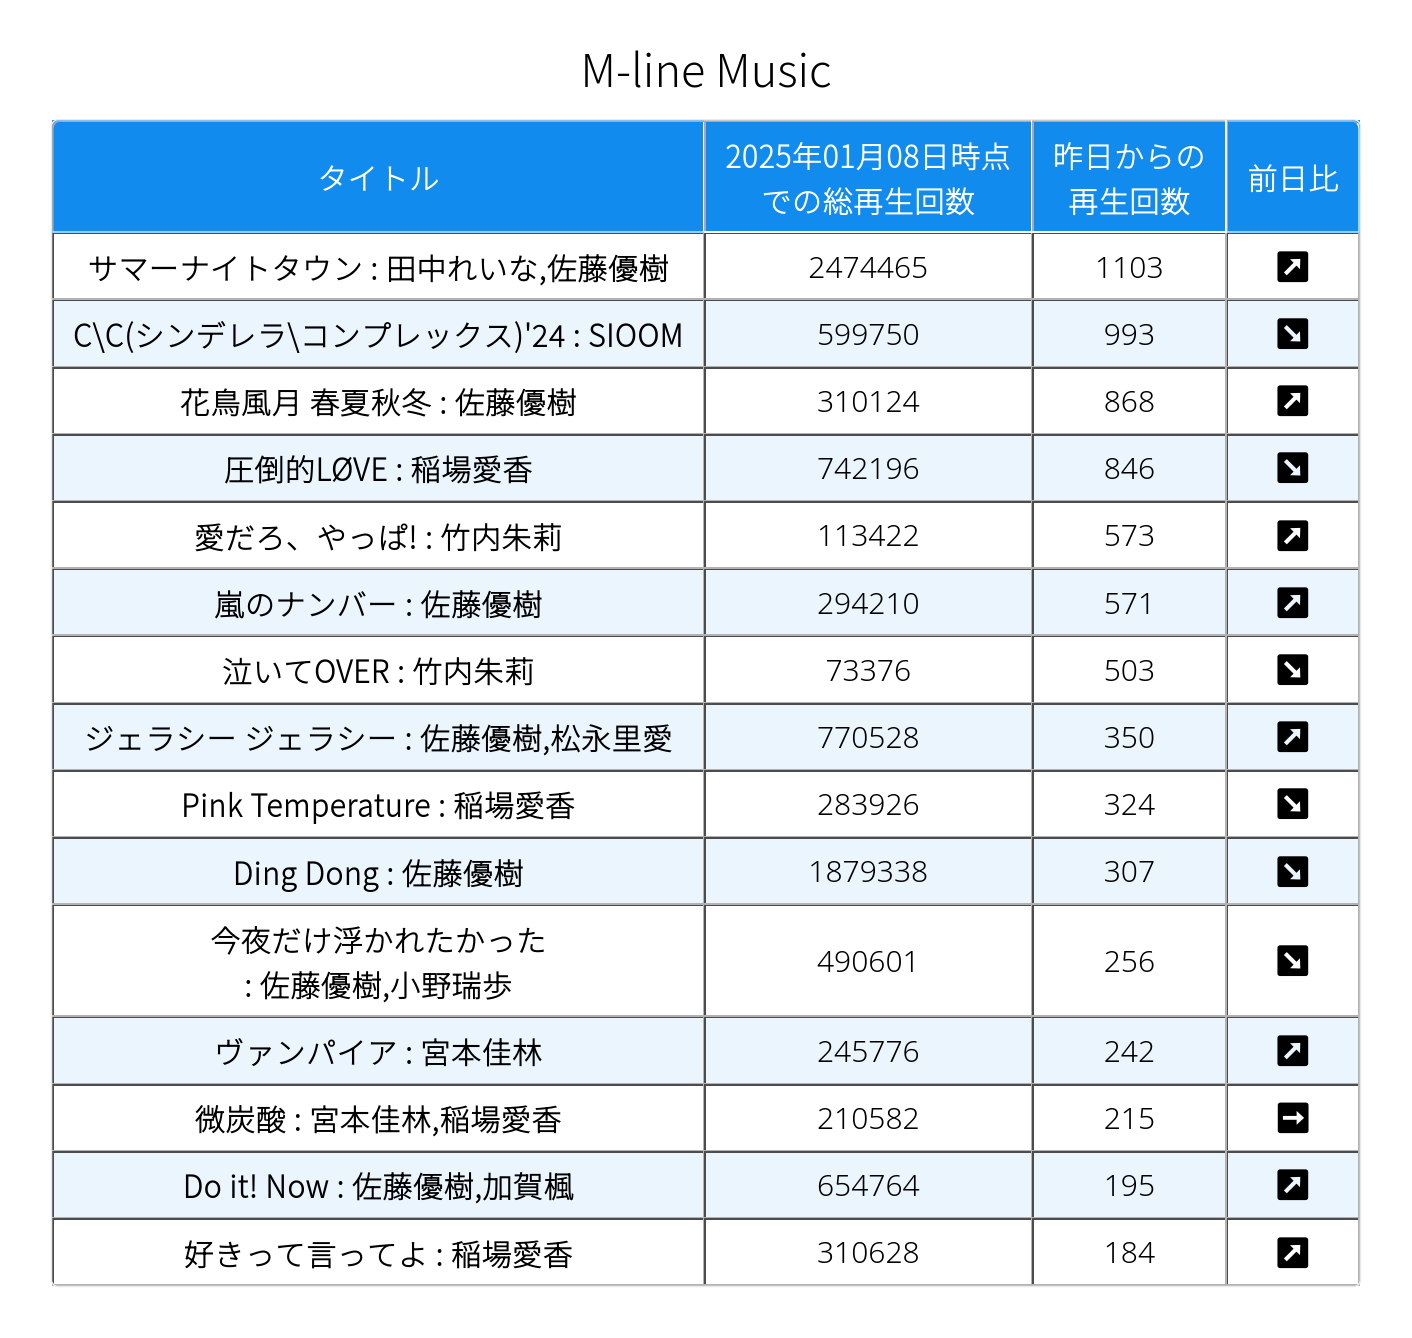 M-line Music
タイトル 2025年01月08日時点 昨日からの 前日比
での総再生回数 再生回数
サマーナイトタウン : 田中れいな,佐藤優樹 2474465 1103
C\C(シンデレラ\コンプレックス)'24 : SIOOM 599750 993
花鳥風月 春夏秋冬 : 佐藤優樹 310124 868
圧倒的LØVE : 稲場愛香 742196 846
愛だろ、やっぱ! : 竹内朱莉 113422 573
嵐のナンバー : 佐藤優樹 294210 571
泣いてOVER : 竹内朱莉 73376 503
ジェラシー ジェラシー : 佐藤優樹,松永里愛 770528 350
Pink Temperature : 稲場愛香 283926 324
Ding Dong : 佐藤優樹 1879338 307
今夜だけ浮かれたかった
: 佐藤優樹,小野瑞歩 490601 256
ヴァンパイア : 宮本佳林 245776 242
微炭酸 : 宮本佳林,稲場愛香 210582 215
Do it! Now : 佐藤優樹,加賀楓 654764 195
好きって言ってよ : 稲場愛香 310628 184